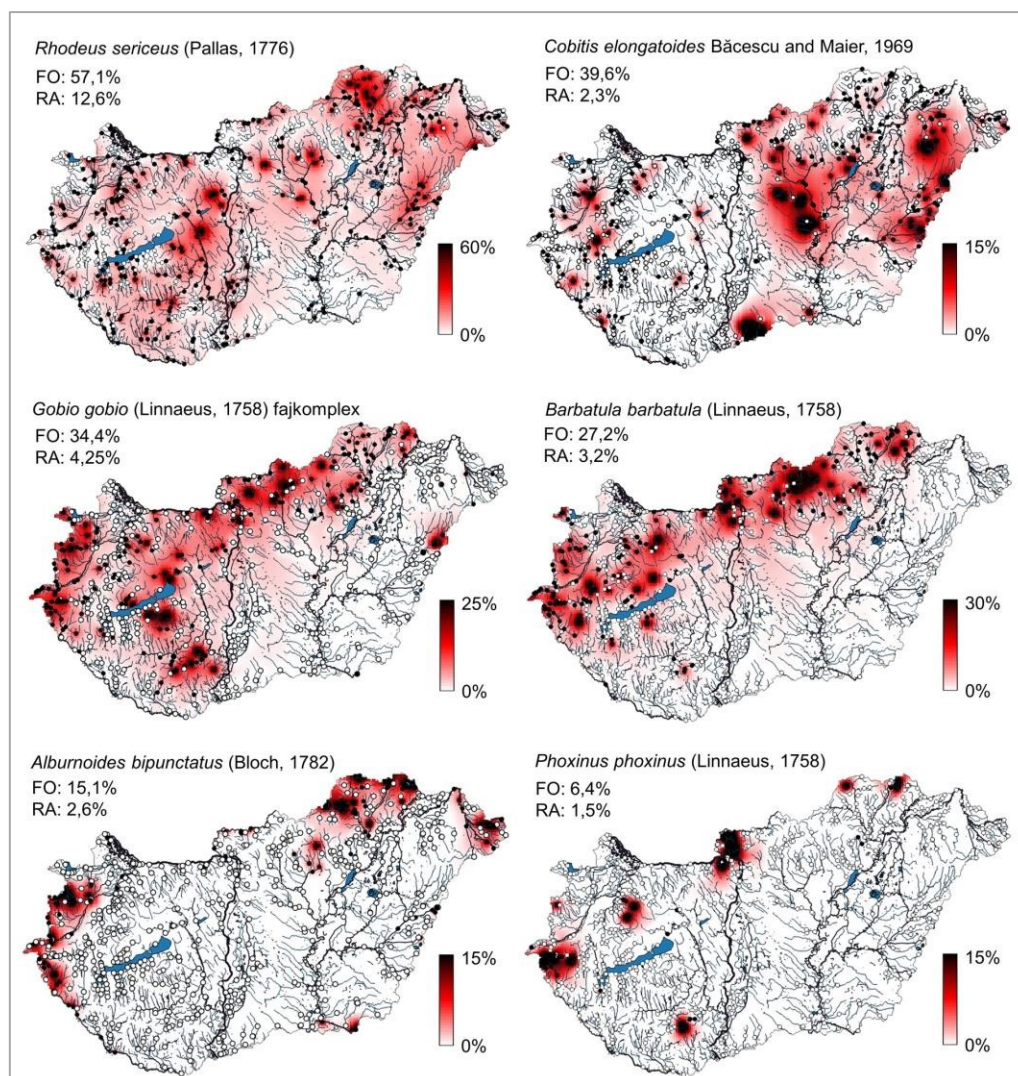 Rhodeus sericeus (Pallas, 1776)
FO: 57,1%
RA: 12,6%
60%
0%
Cobitis elongatoides Băcescu and Maier, 1969
FO: 39,6%
RA: 2,3%
15%
0%
Gobio gobio (Linnaeus, 1758) fajkomplex
FO: 34,4%
RA: 4,25%
25%
0%
Barbatula barbatula (Linnaeus, 1758)
FO: 27,2%
RA: 3,2%
30%
0%
Alburnoides bipunctatus (Bloch, 1782)
FO: 15,1%
RA: 2,6%
15%
0%
Phoxinus phoxinus (Linnaeus, 1758)
FO: 6,4%
RA: 1,5%
15%
0%